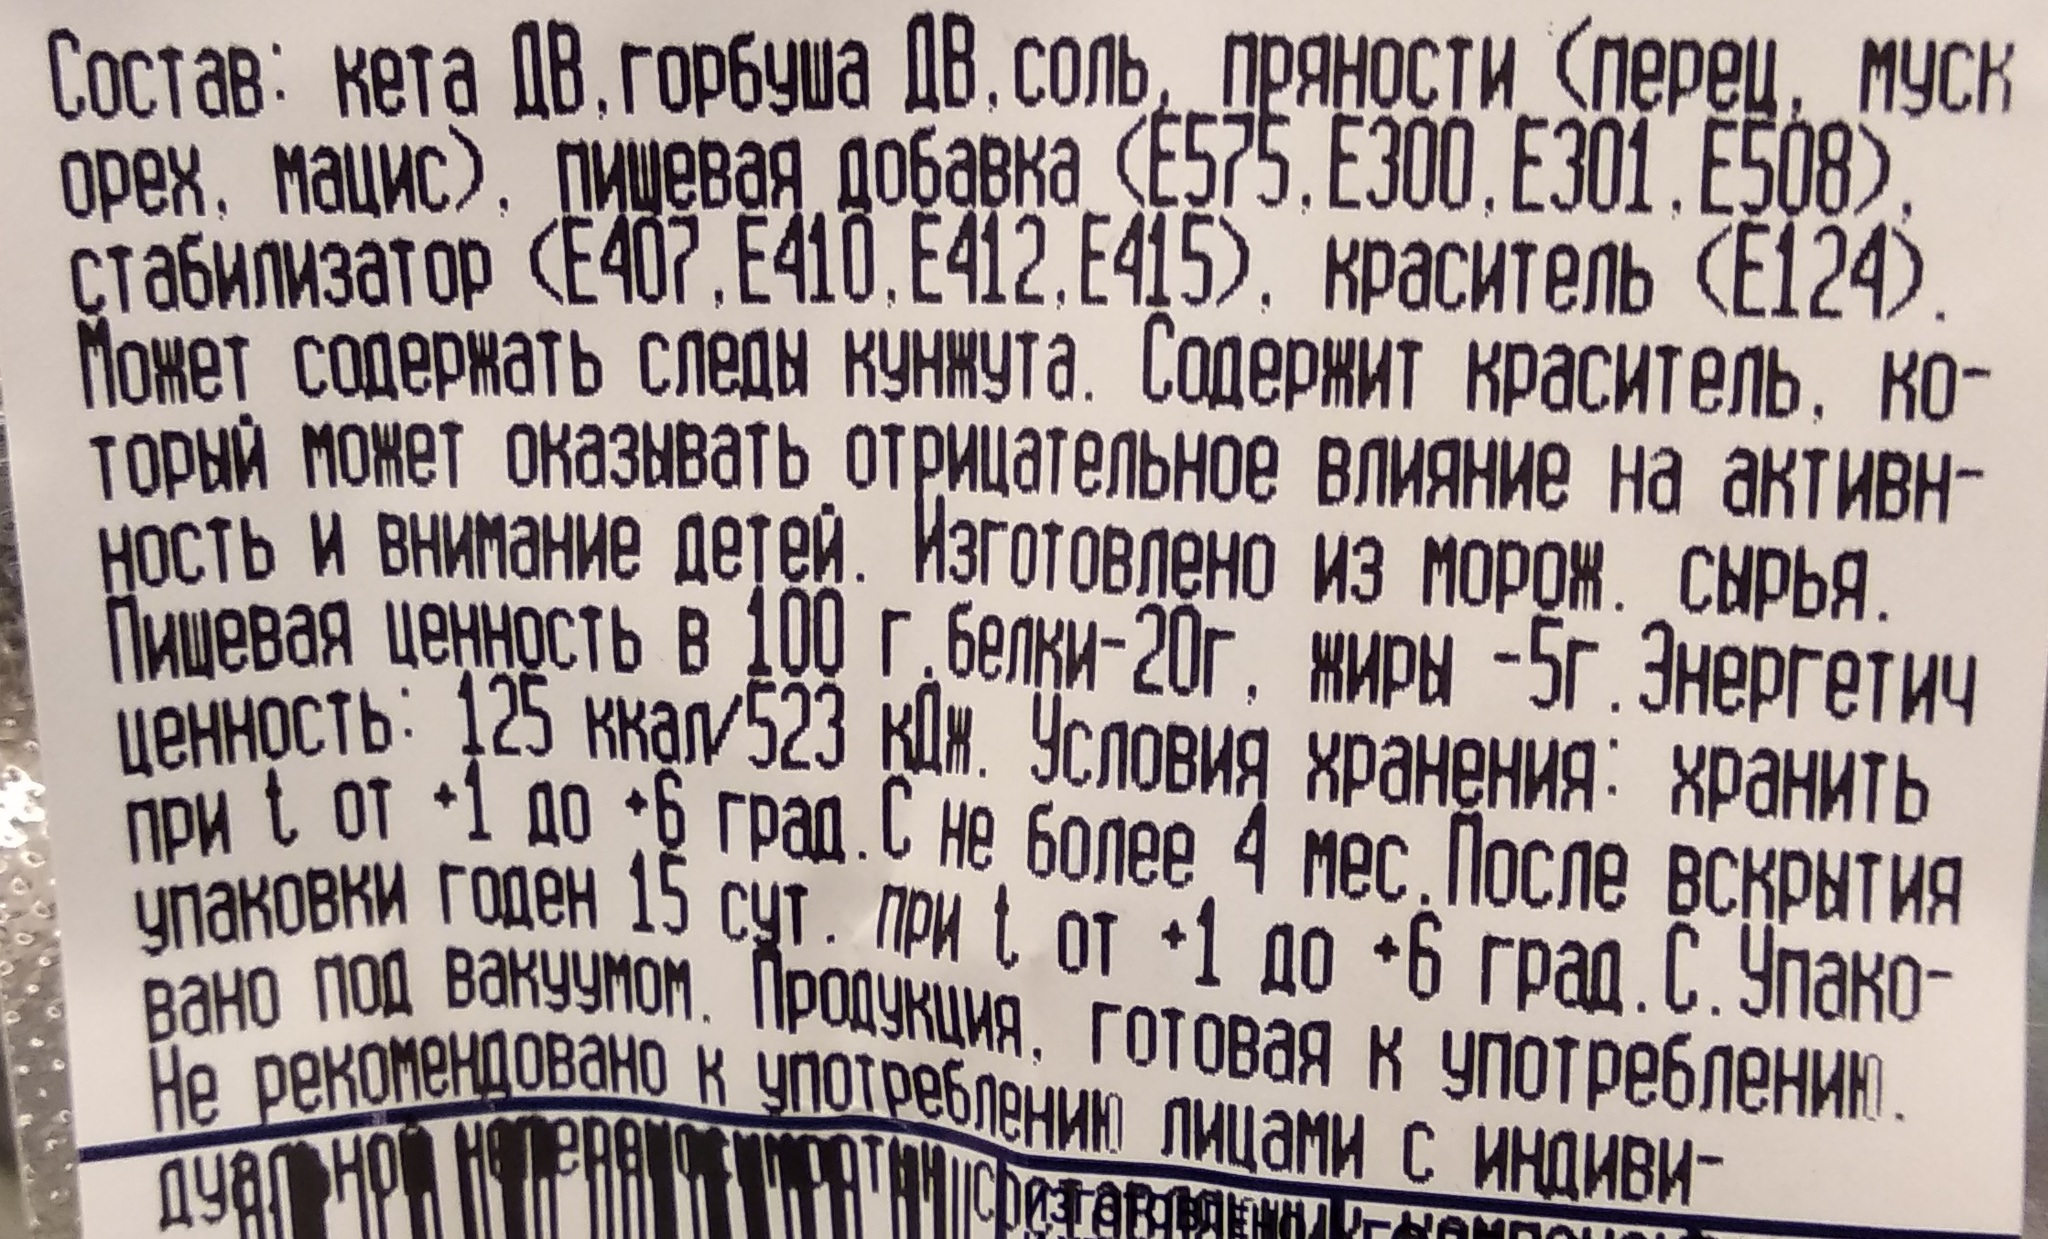 Состав: кета ДВ,горбуша ДВ,соль, пряности (перец, муск
орех, мацис), пищевая добавка (Е575,Е300,Е301,Е508),
стабилизатор (Е407,Е410,Е412,Е415), краситель (Е124).
Может содержать следы кунжута. Содержит краситель, ко-
торый может оказывать отрицательное влияние на активн-
ность и внимание детей. Изготовлено из морож. сырья.
Пищевая ценность в 100 г,белки-20г, жиры -5г.Энергетич
ценность: 125 ккал/523 кДж. Условия хранения: хранить
при t от +1 до +6 град.С не более 4 мес.После вскрытия
упаковки годен 15 сут. при t от +1 до +6 град.С.Упако-
вано под вакуумом. Продукция, готовая к употреблению.
Не рекомендовано к употреблению лицами с индиви-
дуальной